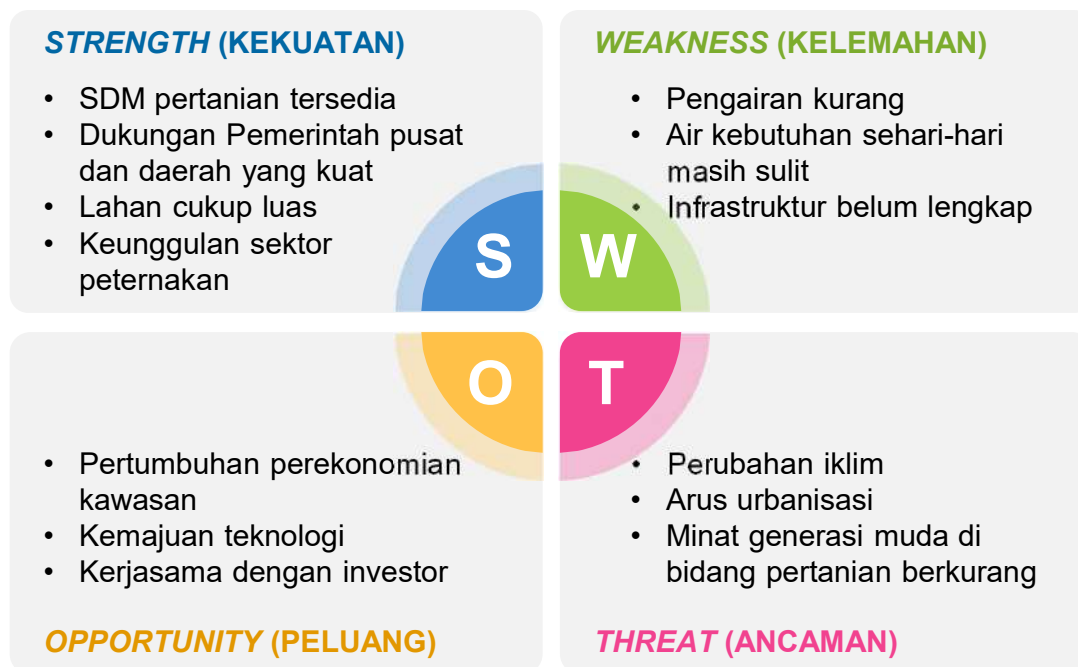 STRENGTH (KEKUATAN)
• SDM pertanian tersedia
• Dukungan Pemerintah pusat
dan daerah yang kuat
• Lahan cukup luas
• Keunggulan sektor
peternakan
S
WEAKNESS (KELEMAHAN)
• Pengairan kurang
• Air kebutuhan sehari-hari
masih sulit
• Infrastruktur belum lengkap
W
O
• Pertumbuhan perekonomian
kawasan
• Kemajuan teknologi
• Kerjasama dengan investor
OPPORTUNITY (PELUANG)
T
• Perubahan iklim
• Arus urbanisasi
• Minat generasi muda di
bidang pertanian berkurang
THREAT (ANCAMAN)